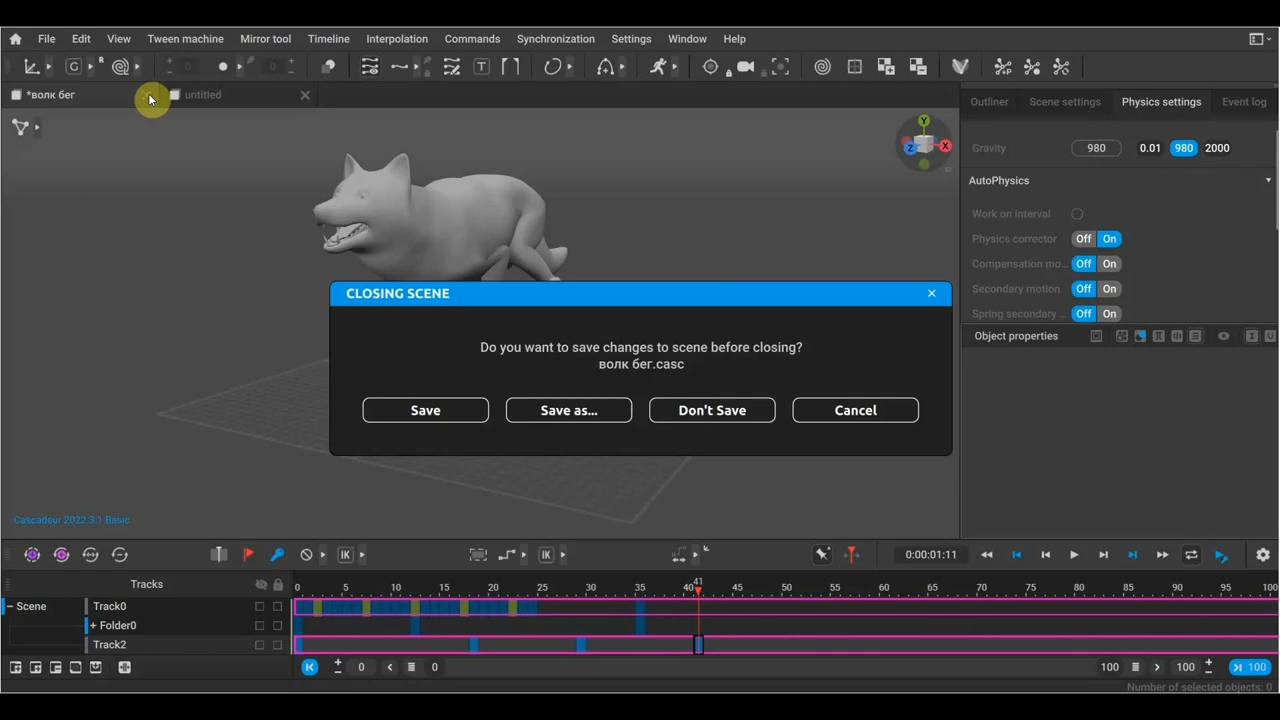 File Edit View Tween machine Mirror tool Timeline Interpolation Commands Synchronization Settings Window Help
G R 0 0 T
*волк бег untitled
Outliner Scene settings Physics settings Event log
Y
Z X
Gravity 980 0.01 980 2000
AutoPhysics
Work on interval
Physics corrector Off On
Compensation mo... Off On
Secondary motion Off On
Spring secondary ... Off On
Object properties
CLOSING SCENE
Do you want to save changes to scene before closing?
волк бег.casc
Save Save as... Don't Save Cancel
Cascadeur 2022.3.1 Basic
IK IK 0:00:01:11
Tracks 0 5 10 15 20 25 30 35 40 41 45 50 55 60 65 70 75 80 85 90 95 100
Scene Track0
+ Folder0
Track2
0 0 100 100 100
Number of selected objects: 0